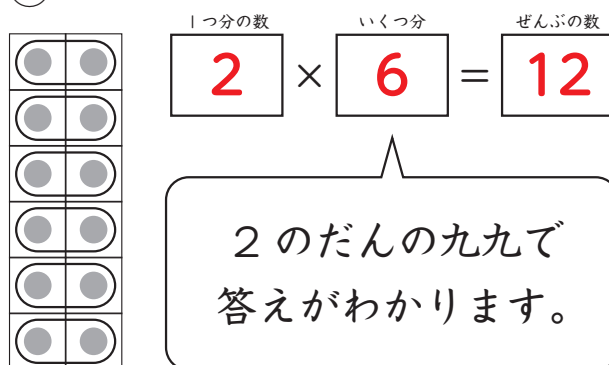 1つ分の数 いくつ分 ぜんぶの数
2 × 6 = 12
2のだんの九九で
答えがわかります。